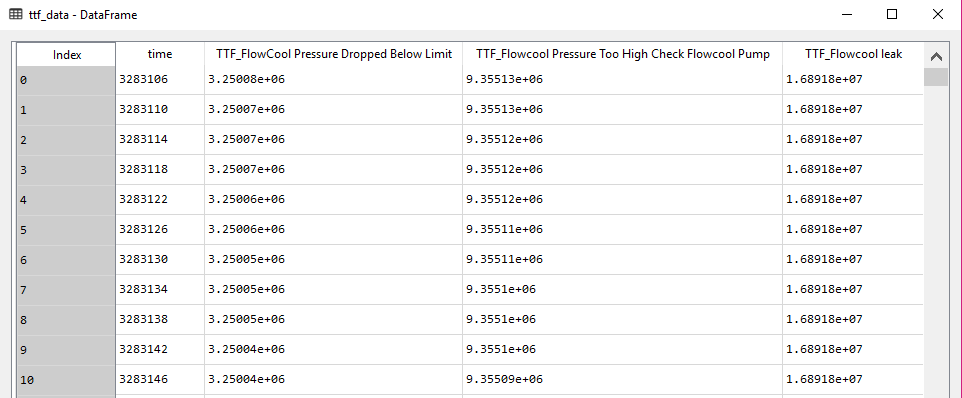 ttf_data - DataFrame
Index time TTF_FlowCool Pressure Dropped Below Limit TTF_Flowcool Pressure Too High Check Flowcool Pump TTF_Flowcool leak
0 3283106 3.25008e+06 9.35513e+06 1.68918e+07
1 3283110 3.25007e+06 9.35513e+06 1.68918e+07
2 3283114 3.25007e+06 9.35512e+06 1.68918e+07
3 3283118 3.25007e+06 9.35512e+06 1.68918e+07
4 3283122 3.25006e+06 9.35512e+06 1.68918e+07
5 3283126 3.25006e+06 9.35511e+06 1.68918e+07
6 3283130 3.25005e+06 9.35511e+06 1.68918e+07
7 3283134 3.25005e+06 9.3551e+06 1.68918e+07
8 3283138 3.25005e+06 9.3551e+06 1.68918e+07
9 3283142 3.25004e+06 9.3551e+06 1.68918e+07
10 3283146 3.25004e+06 9.35509e+06 1.68918e+07